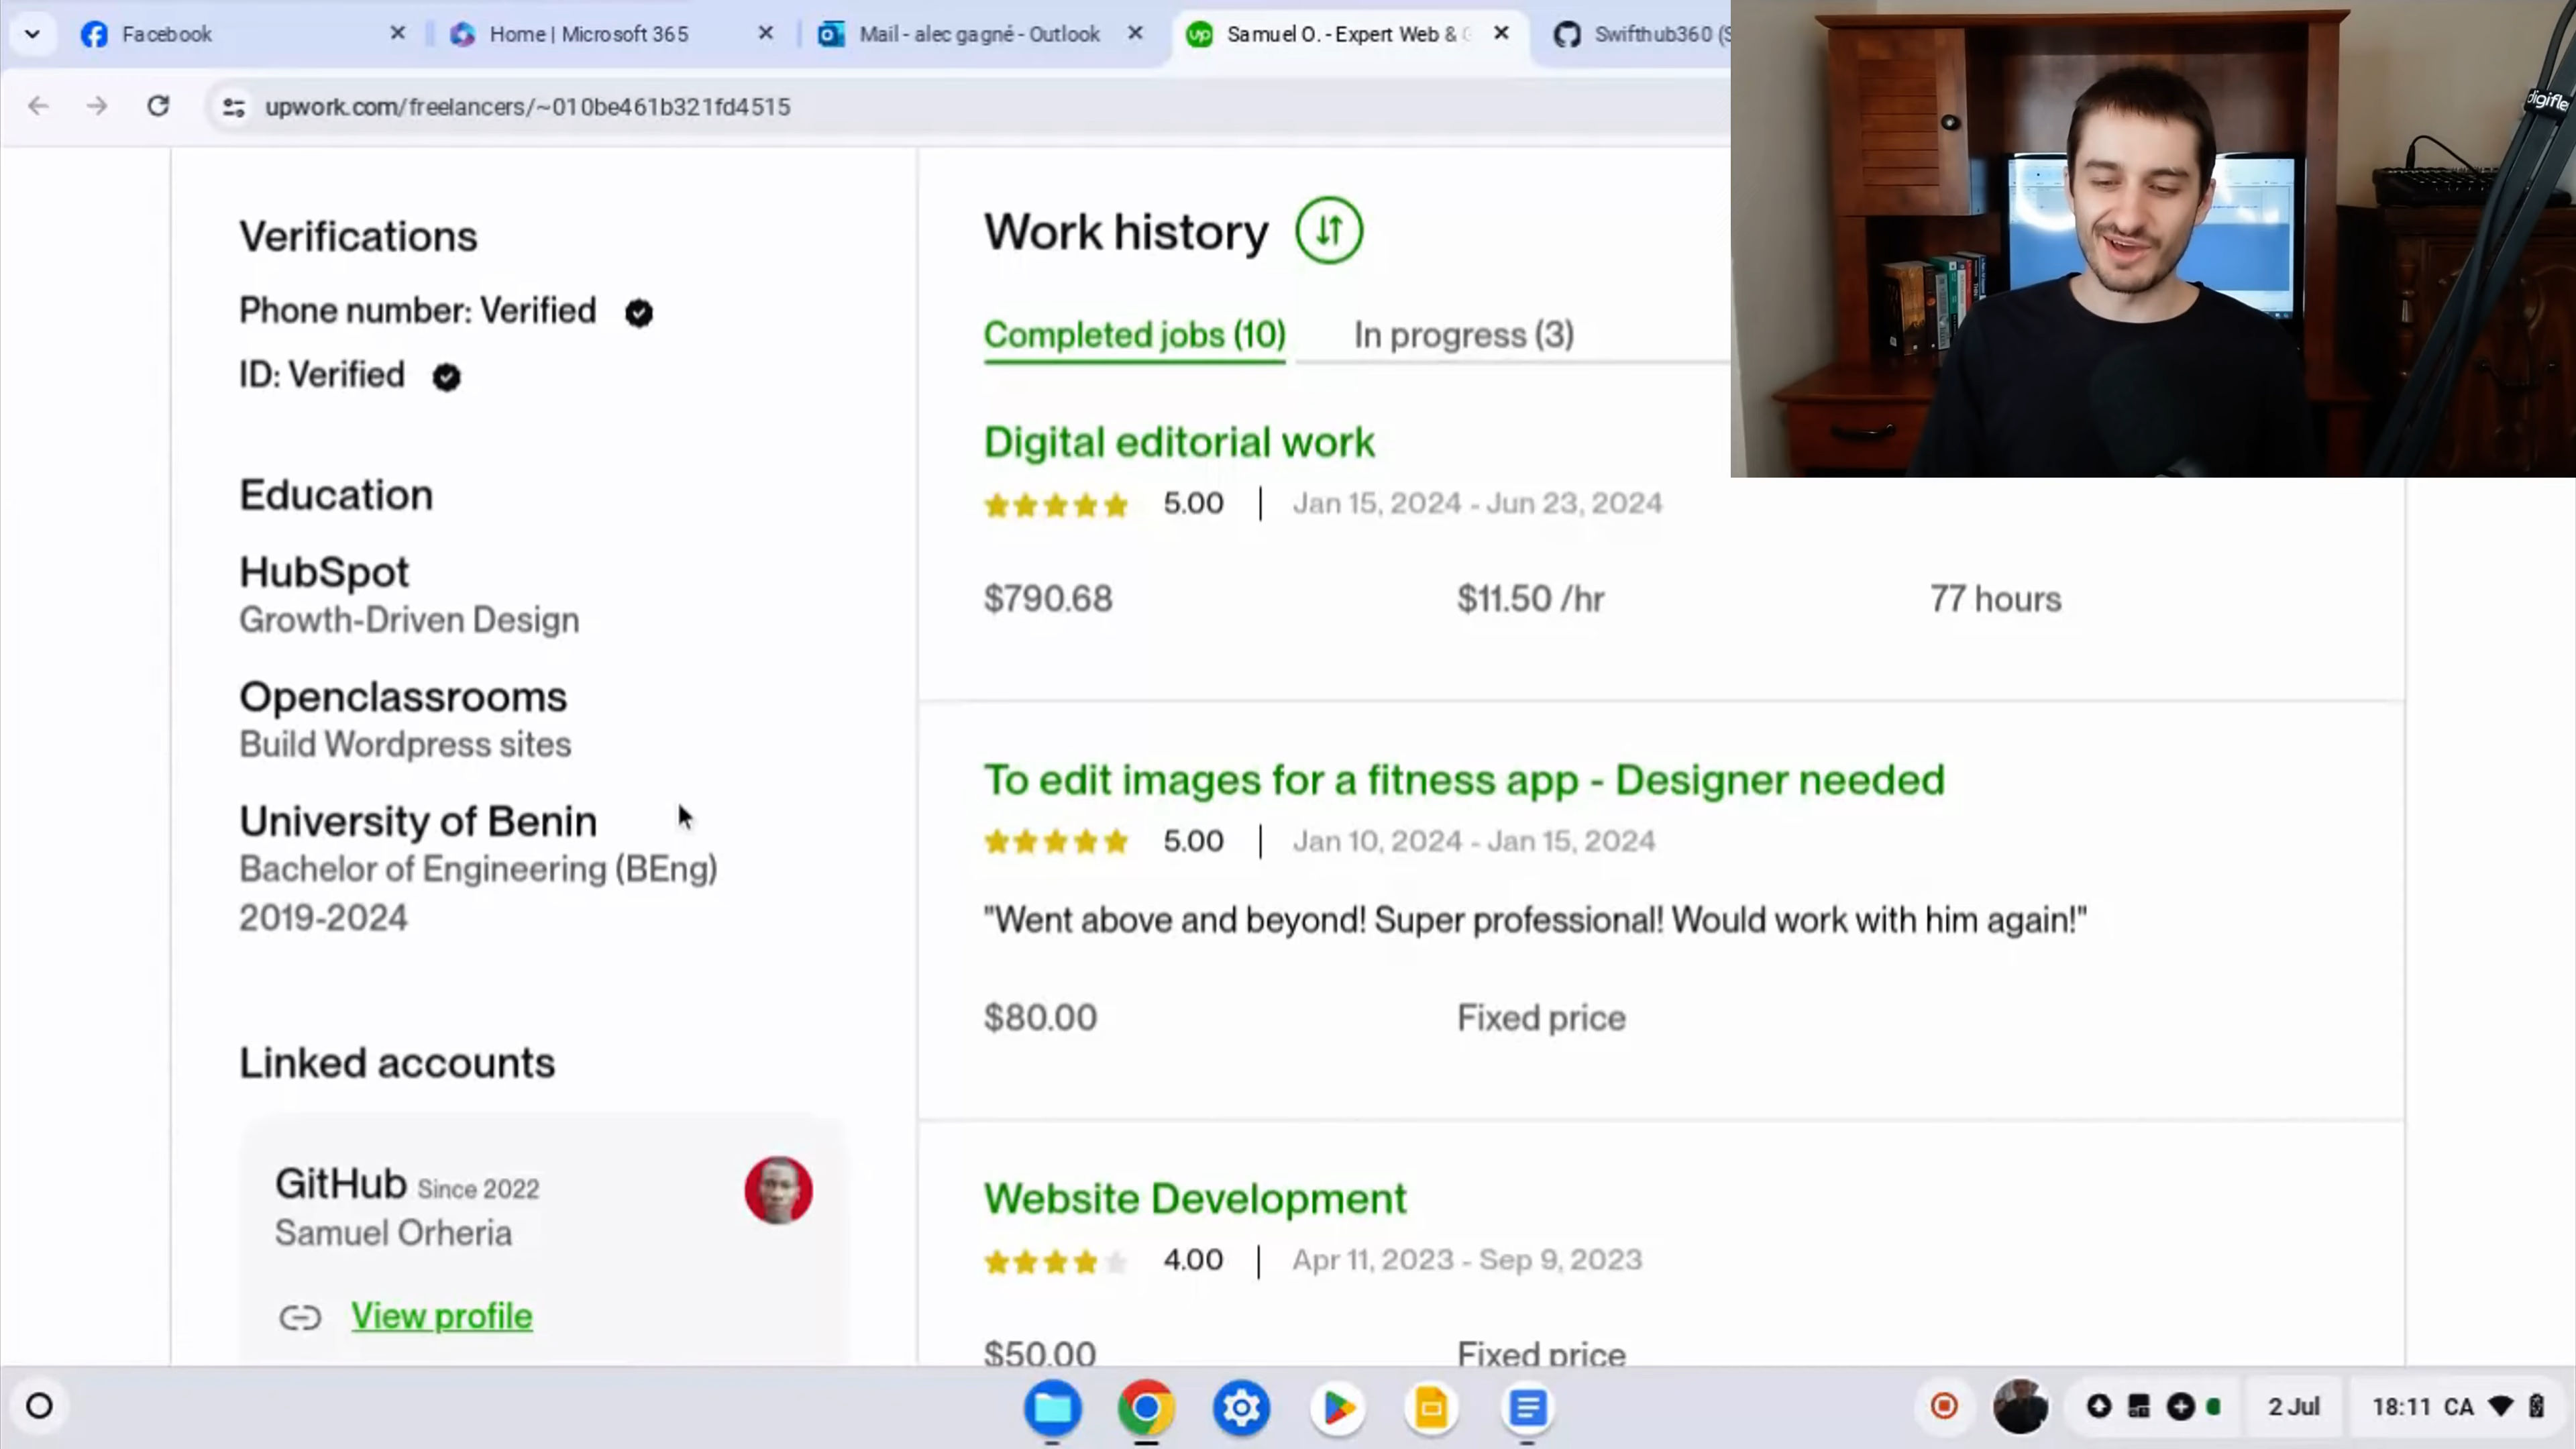 Facebook
Home | Microsoft 365
Mail - alec gagné - Outlook
Samuel O. - Expert Web &
Swifthub360
upwork.com/freelancers/~010be461b321fd4515
Verifications
Phone number: Verified
ID: Verified
Education
HubSpot
Growth-Driven Design
Openclassrooms
Build Wordpress sites
University of Benin
Bachelor of Engineering (BEng)
2019-2024
Linked accounts
GitHub Since 2022
Samuel Orheria
View profile
Work history
Completed jobs (10)
In progress (3)
Digital editorial work
5.00 | Jan 15, 2024 - Jun 23, 2024
$790.68 $11.50 /hr 77 hours
To edit images for a fitness app - Designer needed
5.00 | Jan 10, 2024 - Jan 15, 2024
"Went above and beyond! Super professional! Would work with him again!"
$80.00 Fixed price
Website Development
4.00 | Apr 11, 2023 - Sep 9, 2023
$50.00 Fixed price
digifle
2 Jul 18:11 CA